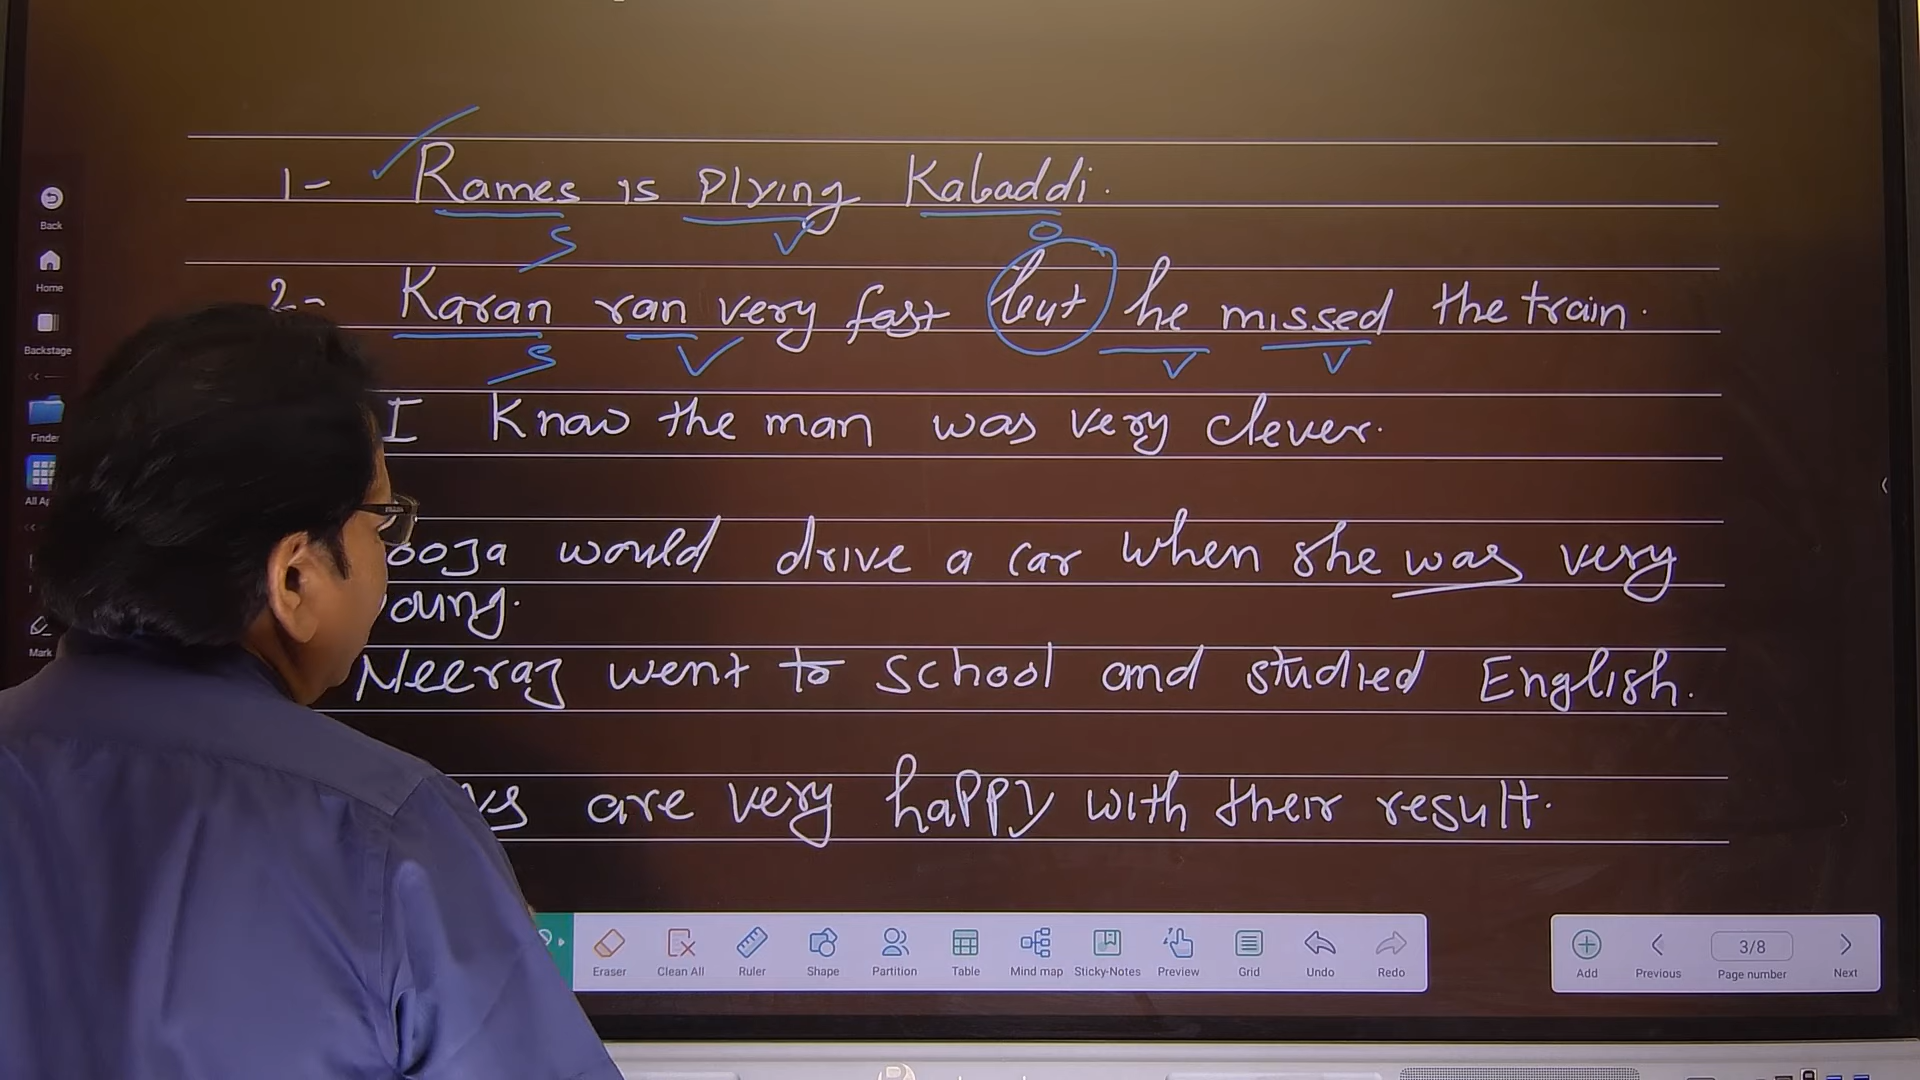 1- Rames is Plying Kabaddi.
S V O
2- Karan ran very fast but he missed the train.
S V V V
I Know the man was very clever.
ooja would drive a car when she was very
oung.
Neeraj went to School and studied English.
ys are very happy with their result.
Back
Home
Backstage
Finder
All A
Mark
Eraser Clean All Ruler Shape Partition Table Mind map Sticky-Notes Preview Grid Undo Redo
Add Previous 3/8 Page number Next